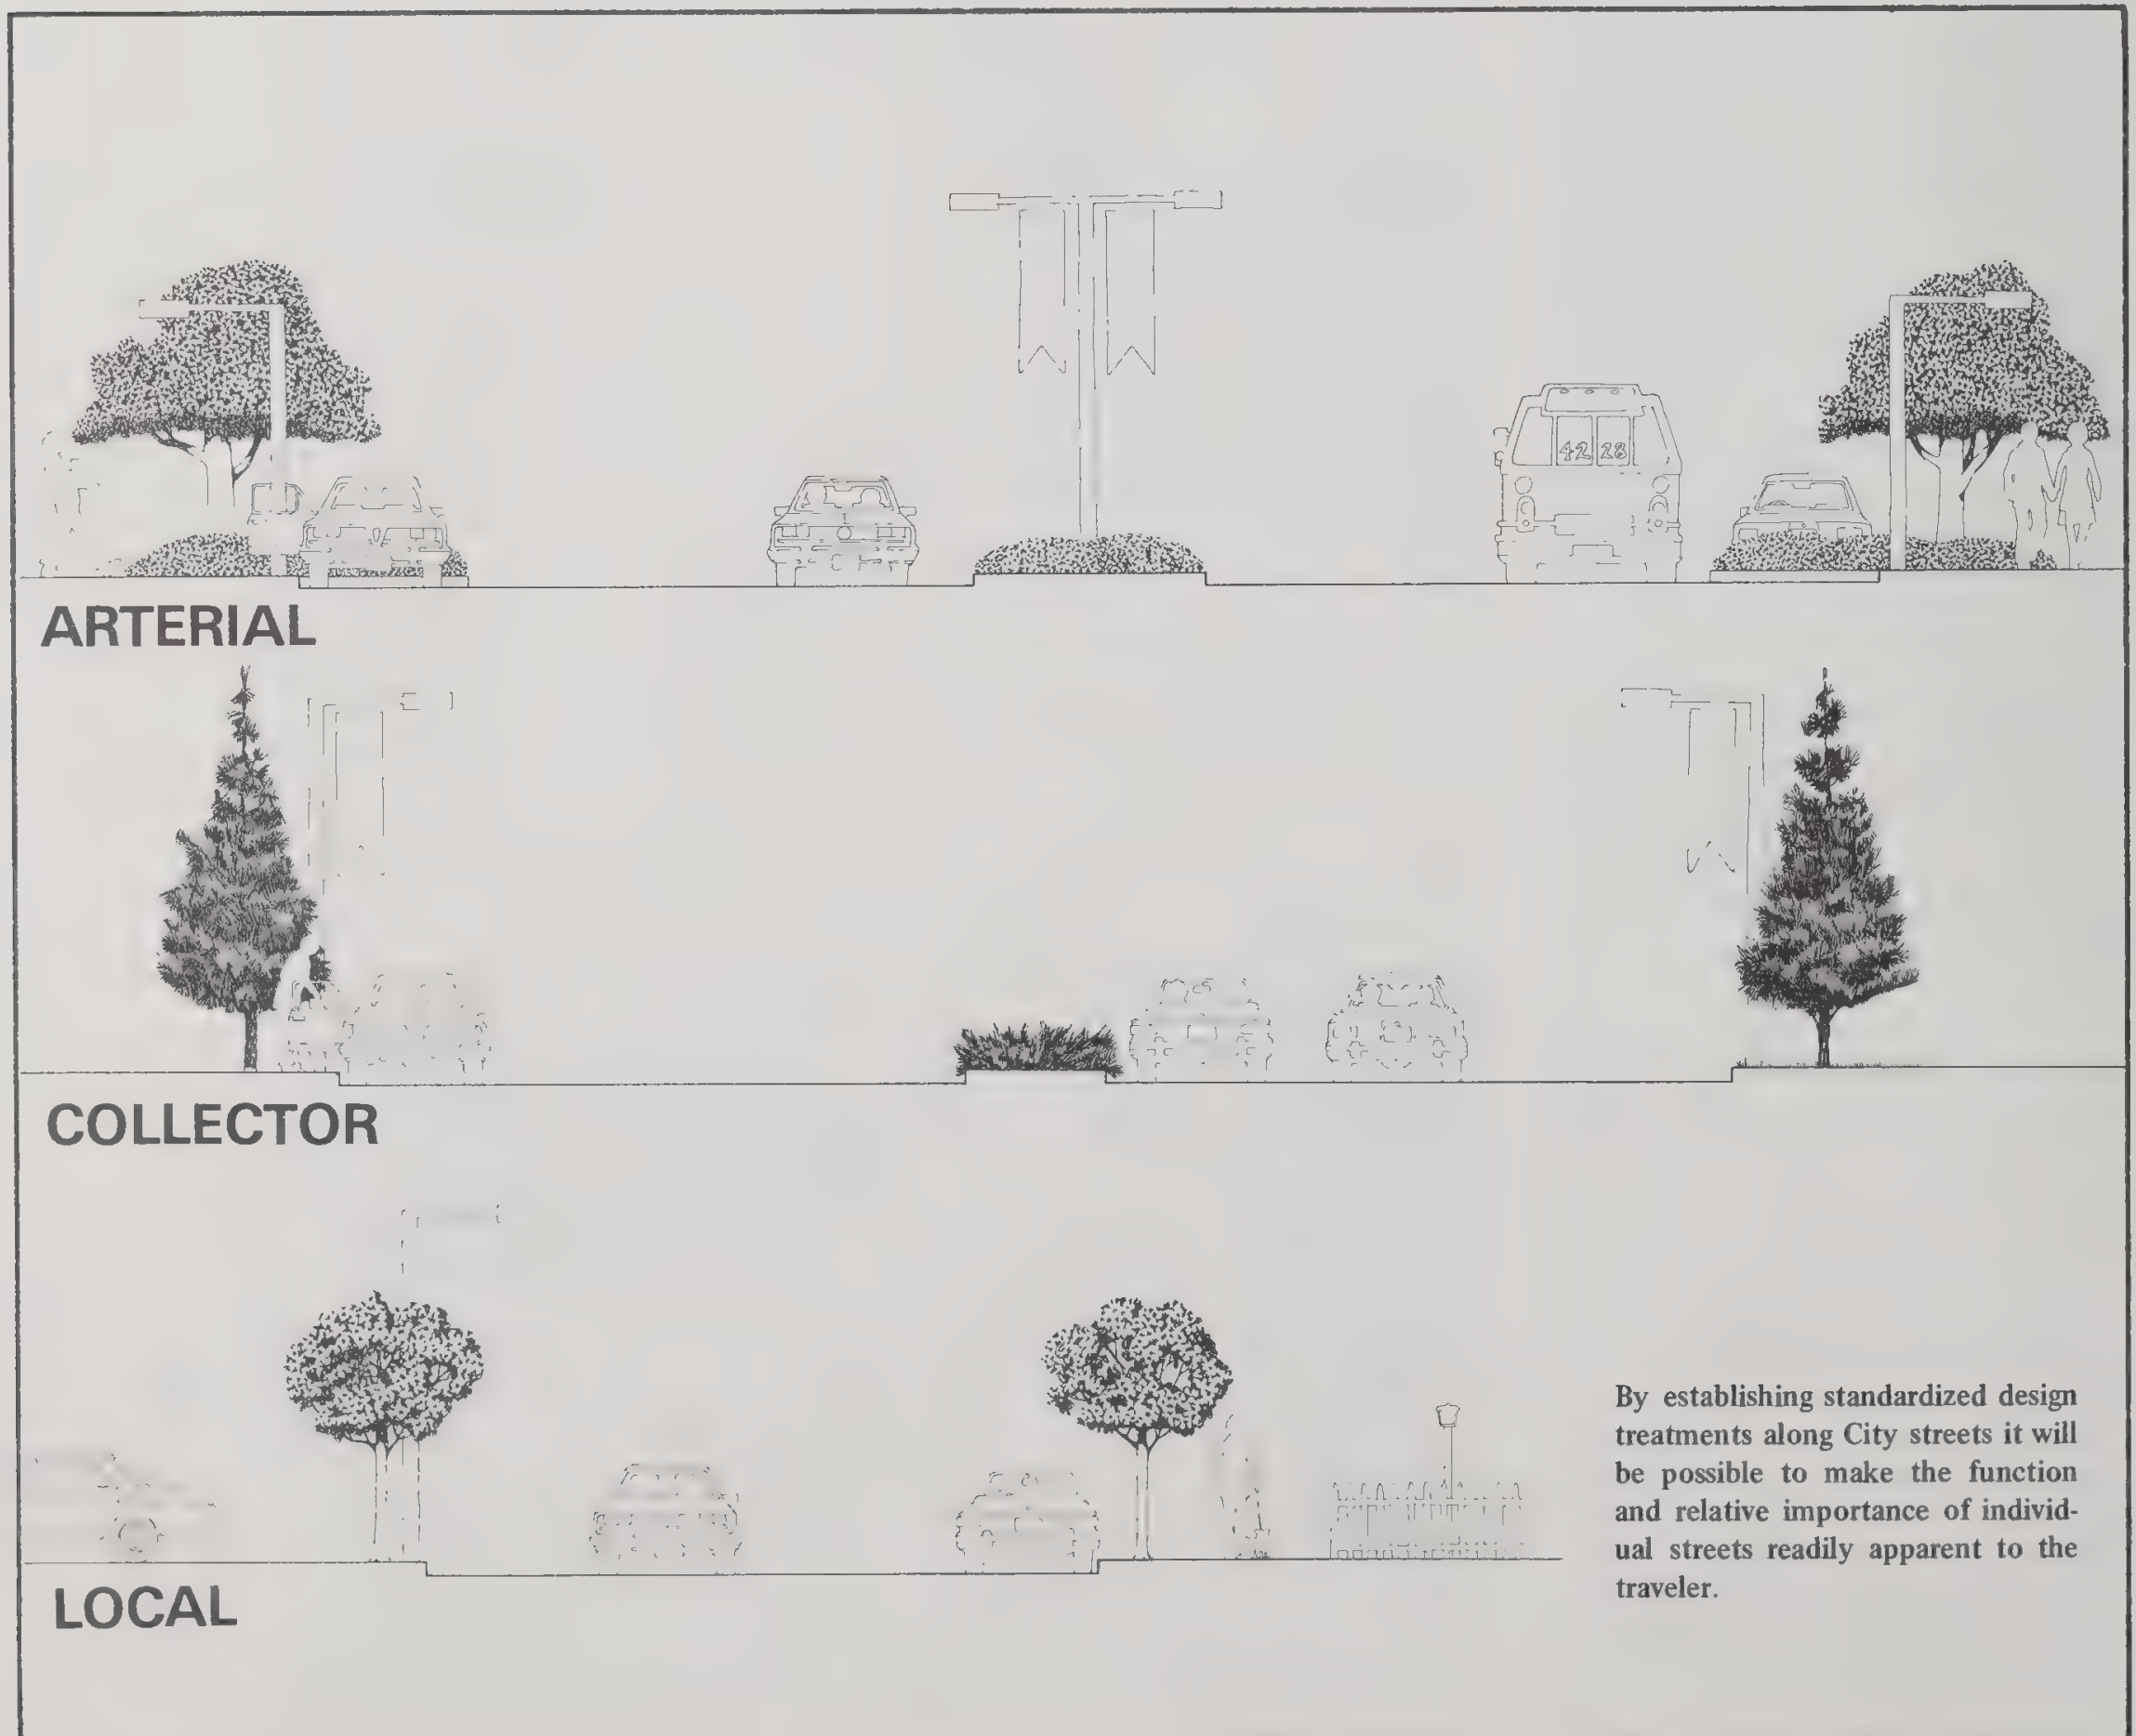 42 28
ARTERIAL
COLLECTOR
By establishing standardized design
treatments along City streets it will
be possible to make the function
and relative importance of individ-
ual streets readily apparent to the
traveler.
LOCAL